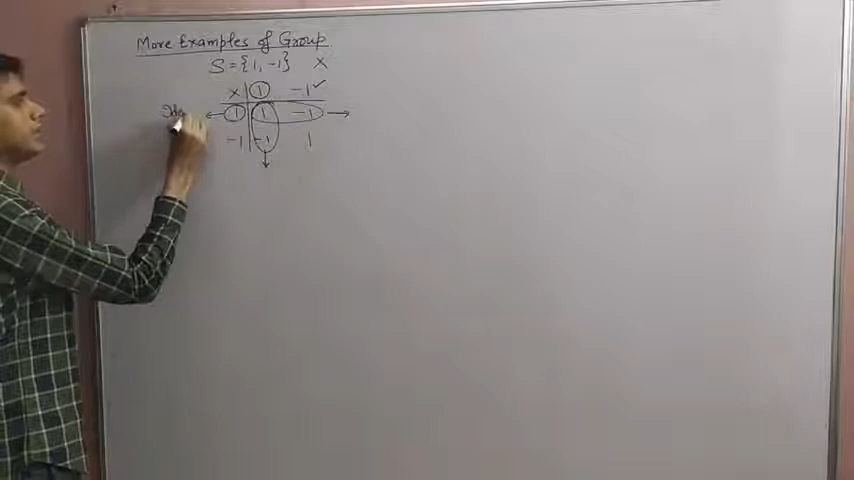 More Examples of Group
S = {1, -1} ×
× 1 -1 ✓
← 1 1 -1 →
-1 -1 1
↓